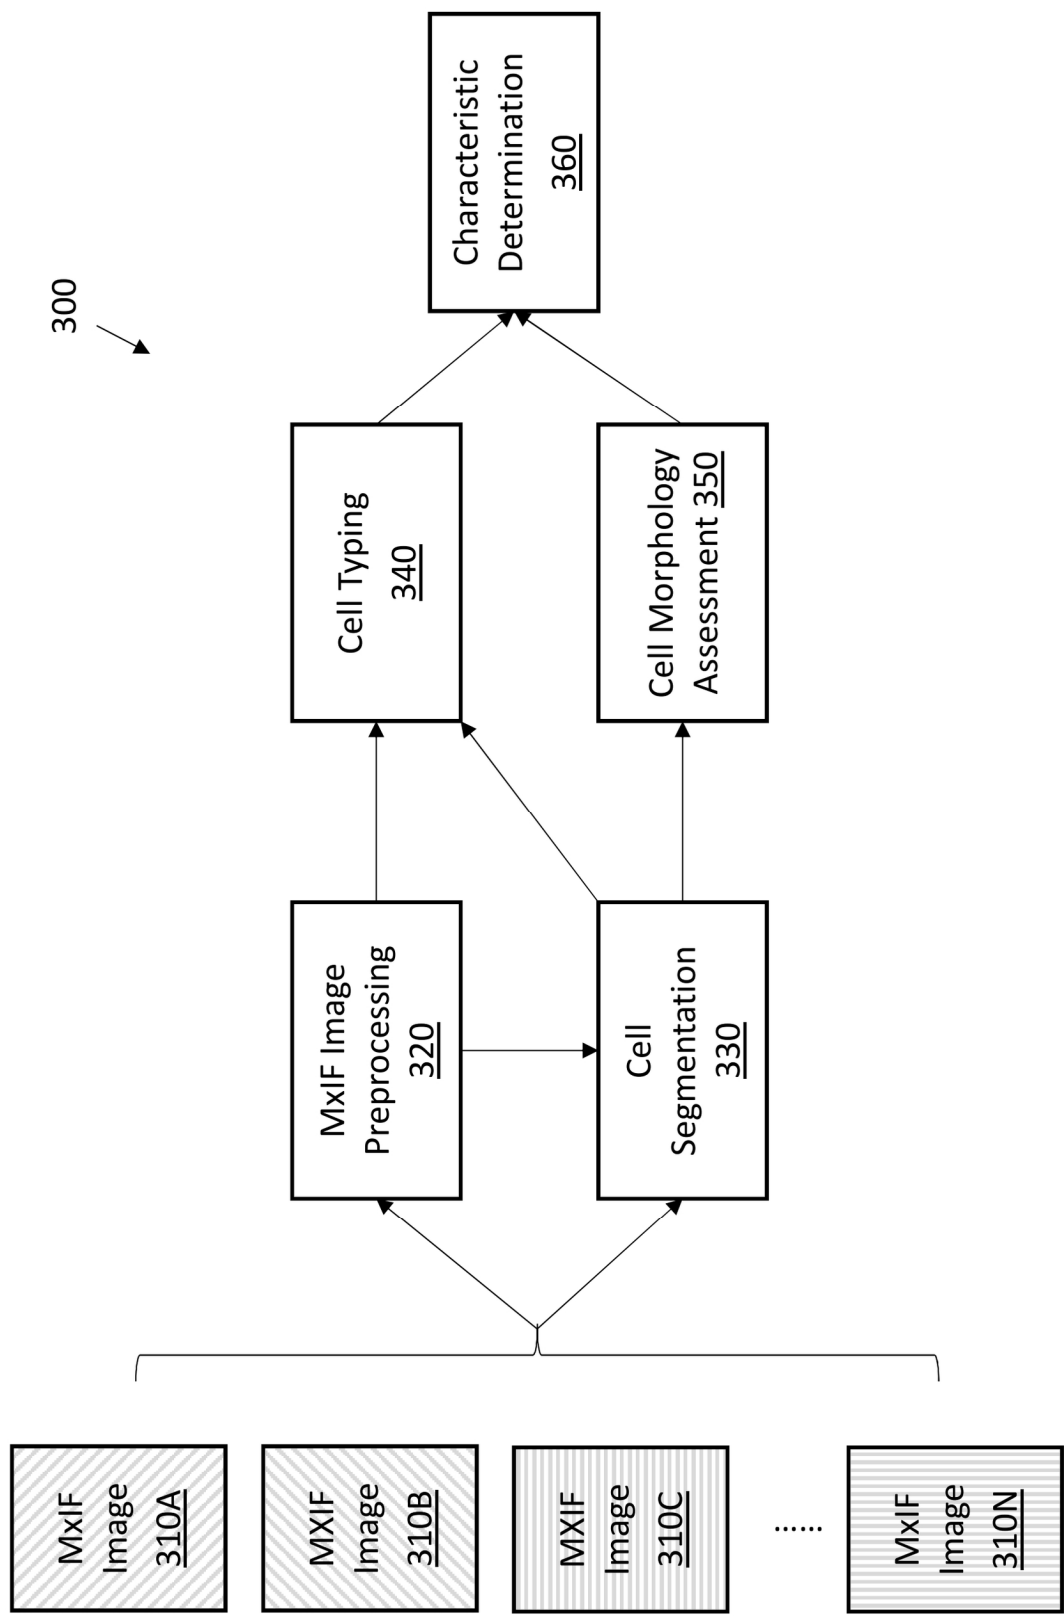 300
MxIF
Image
310A
MXIF
Image
310B
MXIF
Image
310C
......
MxIF
Image
310N
MxIF Image
Preprocessing
320
Cell
Segmentation
330
Cell Typing
340
Cell Morphology
Assessment 350
Characteristic
Determination
360